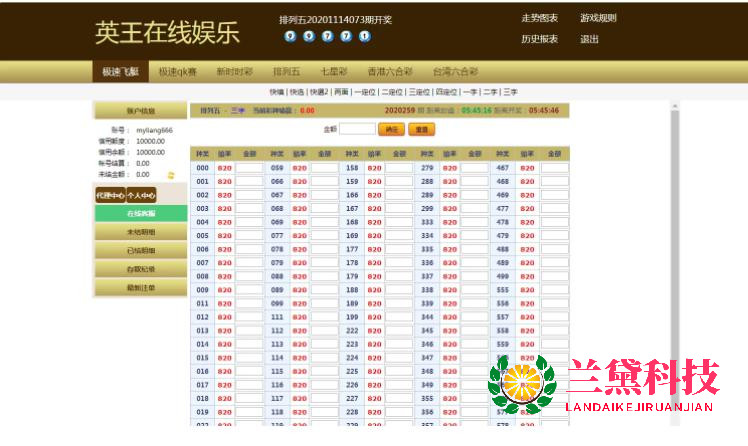 英王在线娱乐
排列五20201114073期开奖
9 9 7 7 1
走势图表 游戏规则
历史报表 退出
极速飞艇 极速qk赛 新时时彩 排列五 七星彩 香港六合彩 台湾六合彩
快编 | 快选 | 快选2 | 两面 | 一定位 | 二定位 | 三定位 | 四定位 | 一字 | 二字 | 三字
账户信息
账号： myliang666
信用额度： 10000.00
信用余额： 10000.00
帐号结算： 0.00
未结金额： 0.00
代理中心 个人中心
在线客服
未结明细
已结明细
存取记录
最新注单
排列五 - 三字 当前彩种输赢：0.00 2020259 期 距离封盘：05:45:16 距离开奖：05:45:46
金额 确定 重置
种类 赔率 金额 种类 赔率 金额 种类 赔率 金额 种类 赔率 金额 种类 赔率 金额
000 820 059 820 158 820 279 820 467 820
001 820 066 820 159 820 288 820 468 820
002 820 067 820 166 820 289 820 469 820
003 820 068 820 167 820 299 820 477 820
004 820 069 820 168 820 333 820 478 820
005 820 077 820 169 820 334 820 479 820
006 820 078 820 177 820 335 820 488 820
007 820 079 820 178 820 336 820 489 820
008 820 088 820 179 820 337 820 499 820
009 820 089 820 188 820 338 820 555 820
011 820 099 820 189 820 339 820 556 820
012 820 111 820 199 820 344 820 557 820
013 820 112 820 222 820 345 820 558 820
014 820 113 820 223 820 346 820 559 820
015 820 114 820 224 820 347 820
016 820 115 820 225 820 348 820
017 820 116 820 226 820 349
018 820 117 820 227 820 355
019 820 118 820 228 820 356 820
022 820 119 820 229 820 357 820 578 820
兰黛科技
LANDAIKEJIRUANJIAN